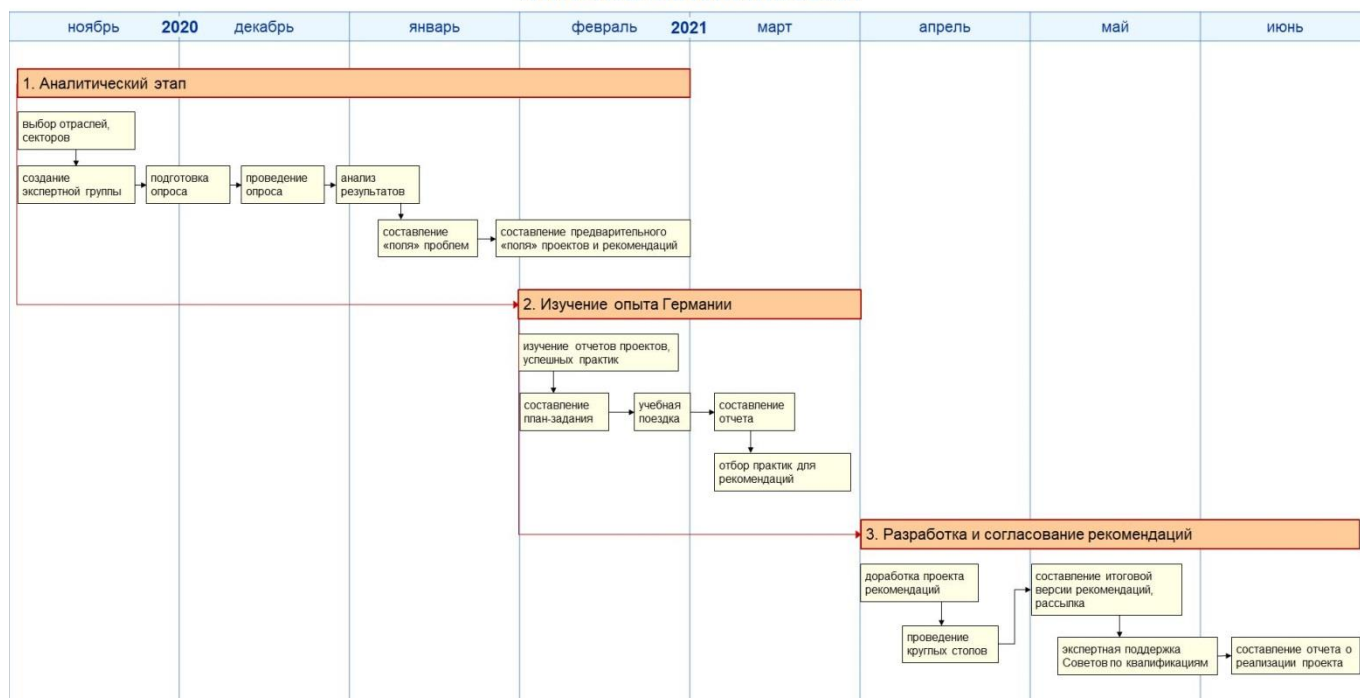 ноябрь 2020 декабрь январь февраль 2021 март апрель май июнь
1. Аналитический этап
выбор отраслей,
секторов
создание
экспертной группы
подготовка
опроса
проведение
опроса
анализ
результатов
составление
«поля» проблем
составление предварительного
«поля» проектов и рекомендаций
2. Изучение опыта Германии
изучение отчетов проектов,
успешных практик
составление
план-задания
учебная
поездка
составление
отчета
отбор практик для
рекомендаций
3. Разработка и согласование рекомендаций
доработка проекта
рекомендаций
проведение
круглых столов
составление итоговой
версии рекомендаций,
рассылка
экспертная поддержка
Советов по квалификациям
составление отчета о
реализации проекта